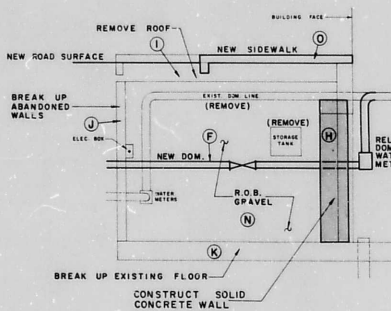 BUILDING FACE
REMOVE ROOF
I
NEW SIDEWALK
O
NEW ROAD SURFACE
EXIST. DOM. LINE
(REMOVE)
BREAK UP
ABANDONED
WALLS
J
(REMOVE)
STORAGE
TANK
H
ELEC. BOX
F
NEW DOM.
DOM
WAT
MET
WATER
METERS
R.O.B.
GRAVEL
N
K
BREAK UP EXISTING FLOOR
CONSTRUCT SOLID
CONCRETE WALL